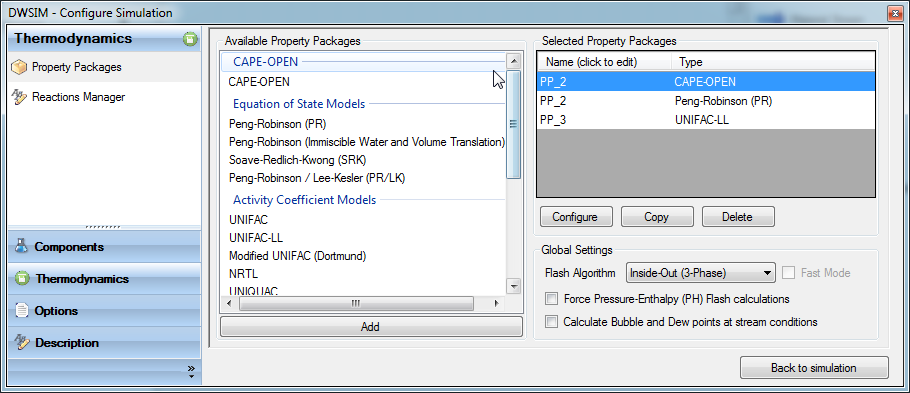 DWSIM - Configure Simulation
Thermodynamics
Property Packages
Reactions Manager
Components
Thermodynamics
Options
Description
»
Available Property Packages
CAPE-OPEN
CAPE-OPEN
Equation of State Models
Peng-Robinson (PR)
Peng-Robinson (Immiscible Water and Volume Translation)
Soave-Redlich-Kwong (SRK)
Peng-Robinson / Lee-Kesler (PR/LK)
Activity Coefficient Models
UNIFAC
UNIFAC-LL
Modified UNIFAC (Dortmund)
NRTL
UNIQUAC
Add
Selected Property Packages
Name (click to edit) Type
PP_2 CAPE-OPEN
PP_2 Peng-Robinson (PR)
PP_3 UNIFAC-LL
Configure Copy Delete
Global Settings
Flash Algorithm Inside-Out (3-Phase) Fast Mode
Force Pressure-Enthalpy (PH) Flash calculations
Calculate Bubble and Dew points at stream conditions
Back to simulation